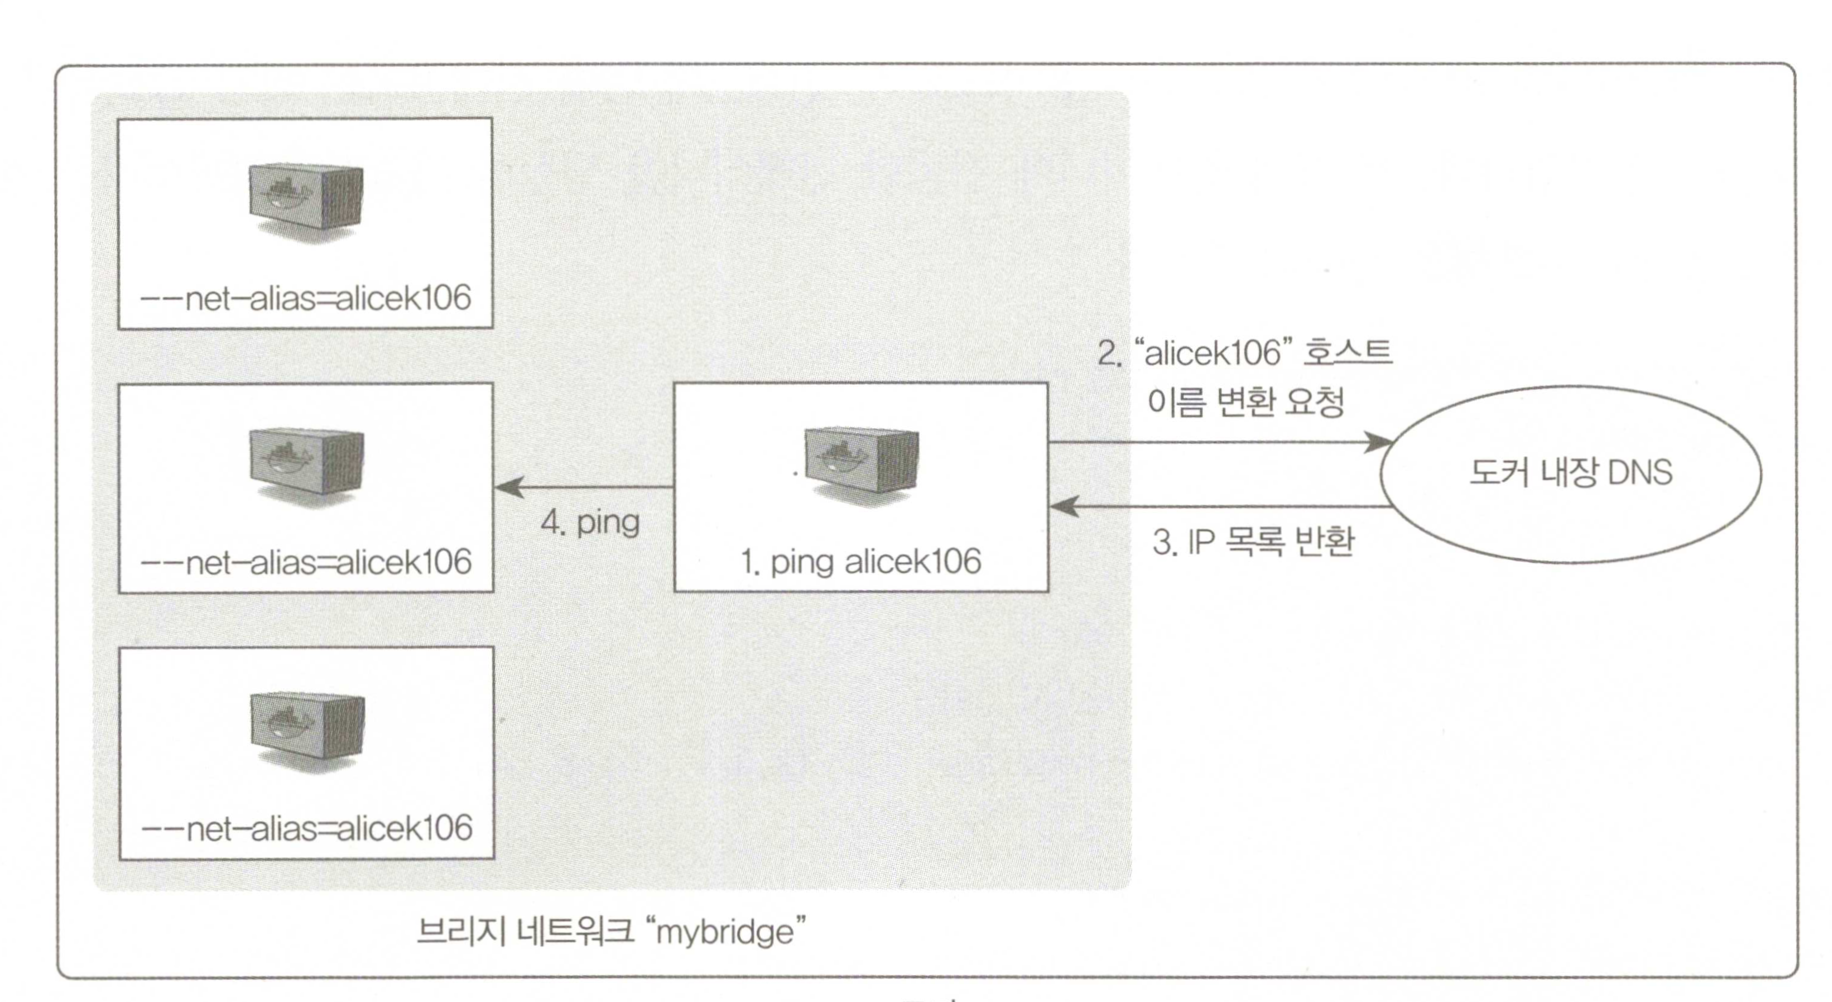 --net-alias=alicek106
2. “alicek106” 호스트
이름 변환 요청
--net-alias=alicek106
4. ping
1. ping alicek106
도커 내장 DNS
3. IP 목록 반환
--net-alias=alicek106
브리지 네트워크 “mybridge”